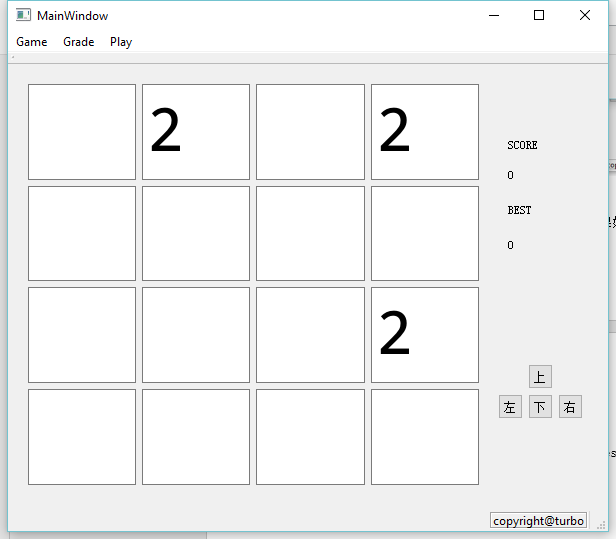 MainWindow
Game Grade Play
2 2
SCORE
0
BEST
0
2
上
左 下 右
copyright@turbo